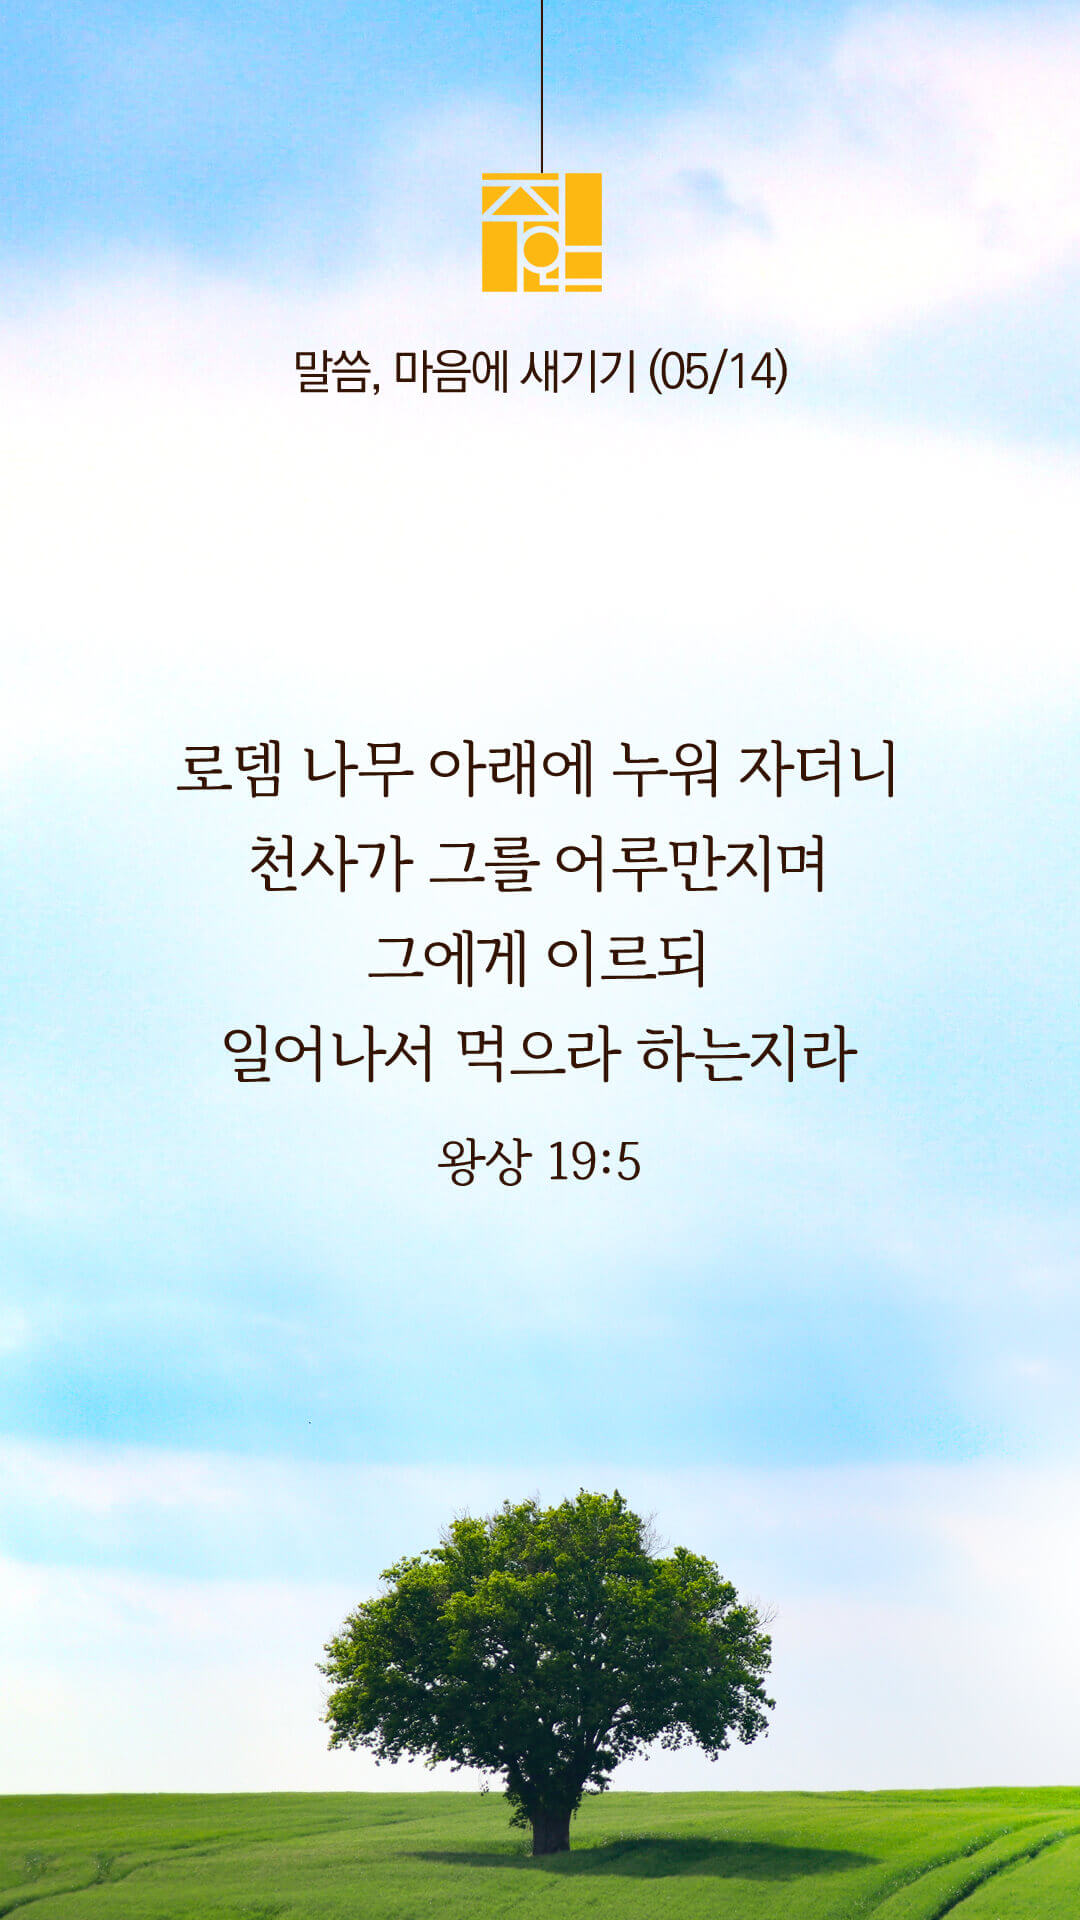 주인
말씀, 마음에 새기기 (05/14)
로뎀 나무 아래에 누워 자더니
천사가 그를 어루만지며
그에게 이르되
일어나서 먹으라 하는지라
왕상 19:5